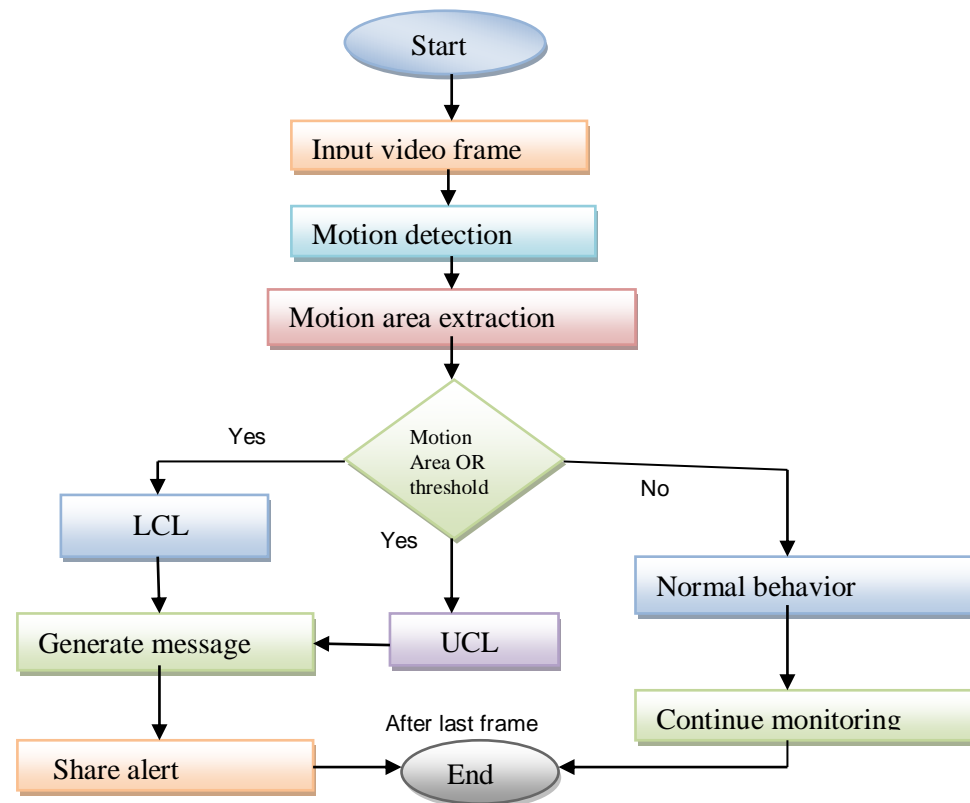 Start
Input video frame
Motion detection
Motion area extraction
Motion
Area OR
threshold
Yes
No
LCL
Yes
Normal behavior
Generate message
UCL
Continue monitoring
After last frame
Share alert
End